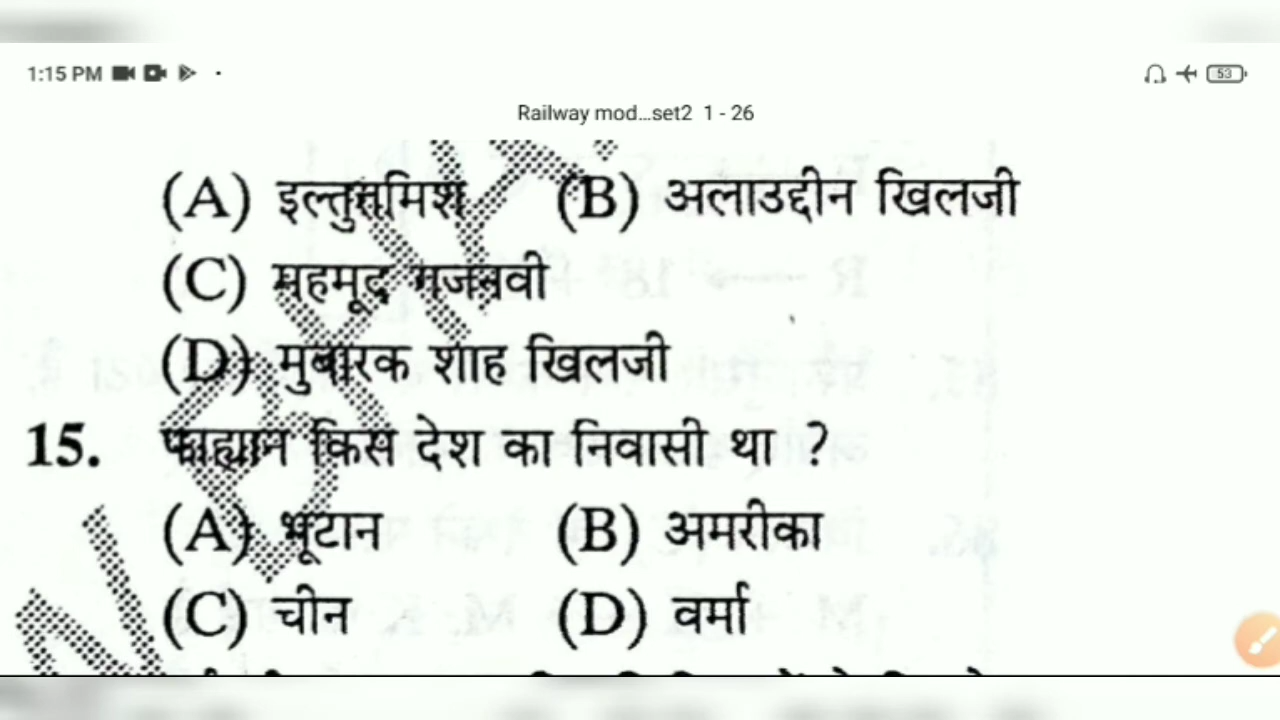 1:15 PM
53
Railway mod...set2 1 - 26
(A) इल्तुतमिश (B) अलाउद्दीन खिलजी
(C) महमूद गजनवी
(D) मुबारक शाह खिलजी
15. फाह्यान किस देश का निवासी था ?
(A) भूटान (B) अमरीका
(C) चीन (D) वर्मा